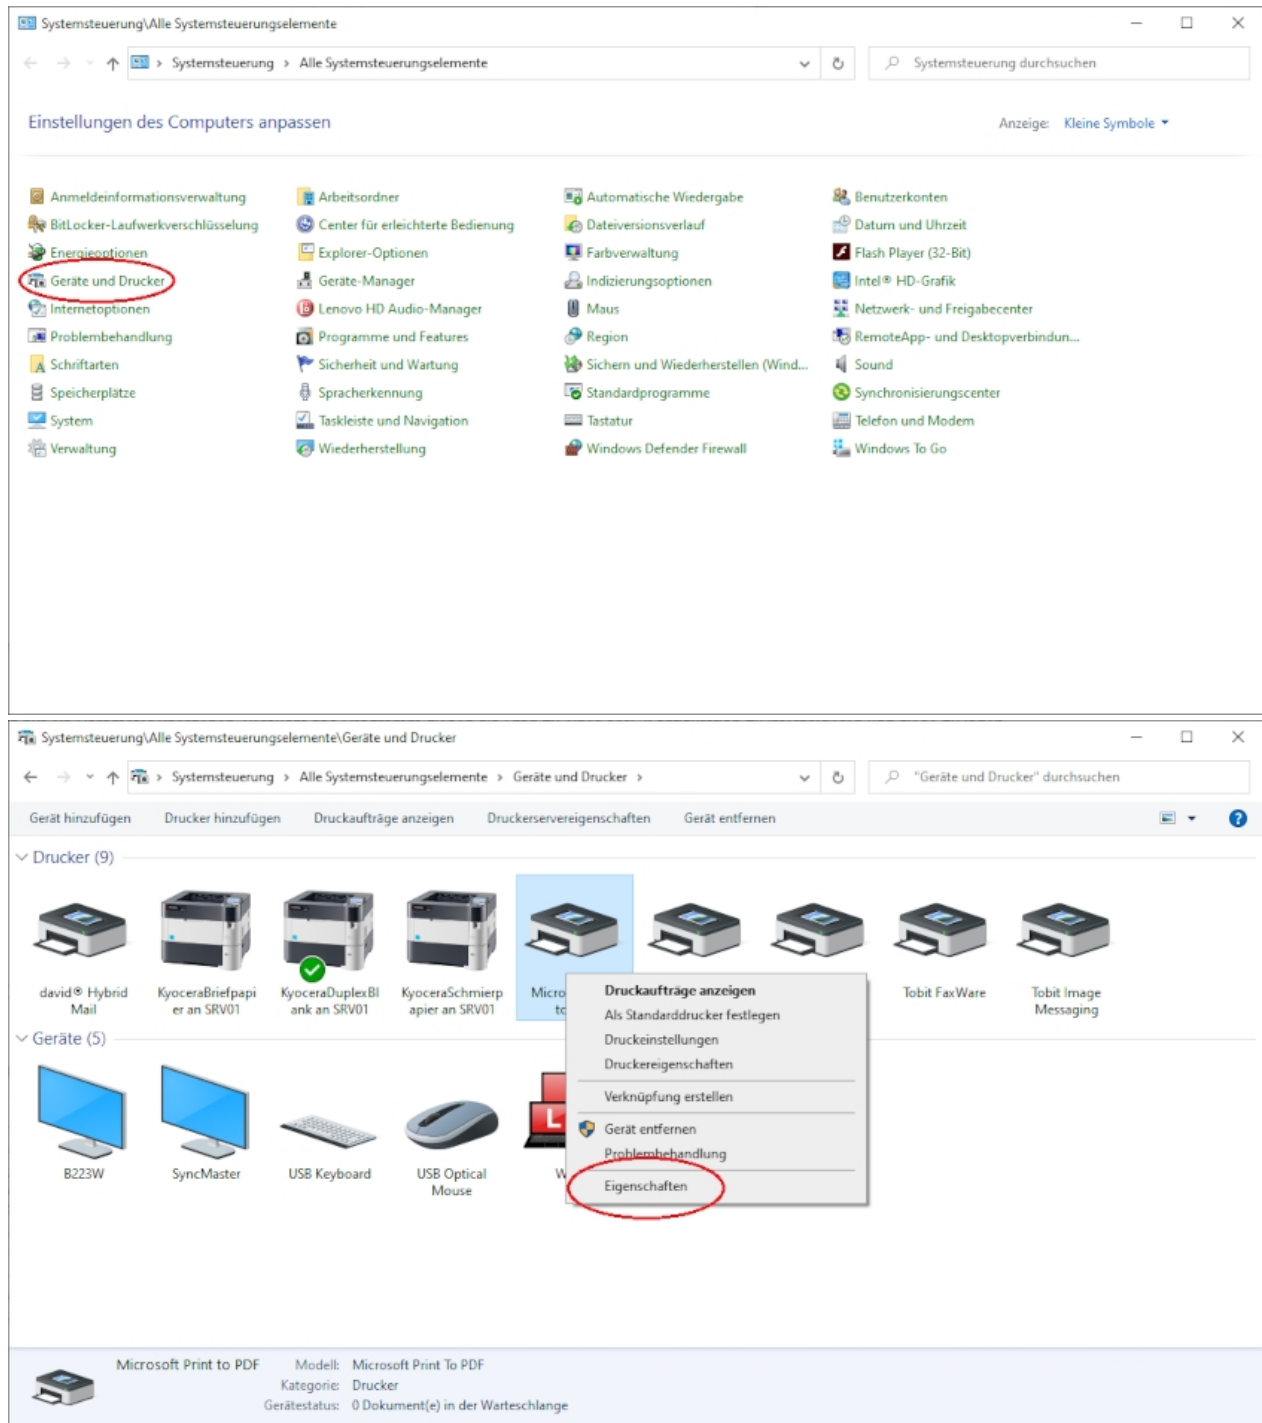 Systemsteuerung\Alle Systemsteuerungselemente
Systemsteuerung > Alle Systemsteuerungselemente
Systemsteuerung durchsuchen
Einstellungen des Computers anpassen
Anzeige: Kleine Symbole
Anmeldeinformationsverwaltung Arbeitsordner Automatische Wiedergabe Benutzerkonten
BitLocker-Laufwerkverschlüsselung Center für erleichterte Bedienung Dateiversionsverlauf Datum und Uhrzeit
Energieoptionen Explorer-Optionen Farbverwaltung Flash Player (32-Bit)
Geräte und Drucker Geräte-Manager Indizierungsoptionen Intel® HD-Grafik
Internetoptionen Lenovo HD Audio-Manager Maus Netzwerk- und Freigabecenter
Problembehandlung Programme und Features Region RemoteApp- und Desktopverbindun...
Schriftarten Sicherheit und Wartung Sichern und Wiederherstellen (Wind... Sound
Speicherplätze Spracherkennung Standardprogramme Synchronisierungscenter
System Taskleiste und Navigation Tastatur Telefon und Modem
Verwaltung Wiederherstellung Windows Defender Firewall Windows To Go
Systemsteuerung\Alle Systemsteuerungselemente\Geräte und Drucker
Systemsteuerung > Alle Systemsteuerungselemente > Geräte und Drucker >
"Geräte und Drucker" durchsuchen
Gerät hinzufügen Drucker hinzufügen Druckaufträge anzeigen Druckerservereigenschaften Gerät entfernen
Drucker (9)
david® Hybrid
Mail
KyoceraBriefpapi
er an SRV01
KyoceraDuplexBl
ank an SRV01
KyoceraSchmierp
apier an SRV01
Micro
to
Tobit FaxWare
Tobit Image
Messaging
Druckaufträge anzeigen
Als Standarddrucker festlegen
Druckeinstellungen
Druckereigenschaften
Verknüpfung erstellen
Gerät entfernen
Problembehandlung
Eigenschaften
Geräte (5)
B223W
SyncMaster
USB Keyboard
USB Optical
Mouse
L
W
Microsoft Print to PDF Modell: Microsoft Print To PDF
Kategorie: Drucker
Gerätestatus: 0 Dokument(e) in der Warteschlange